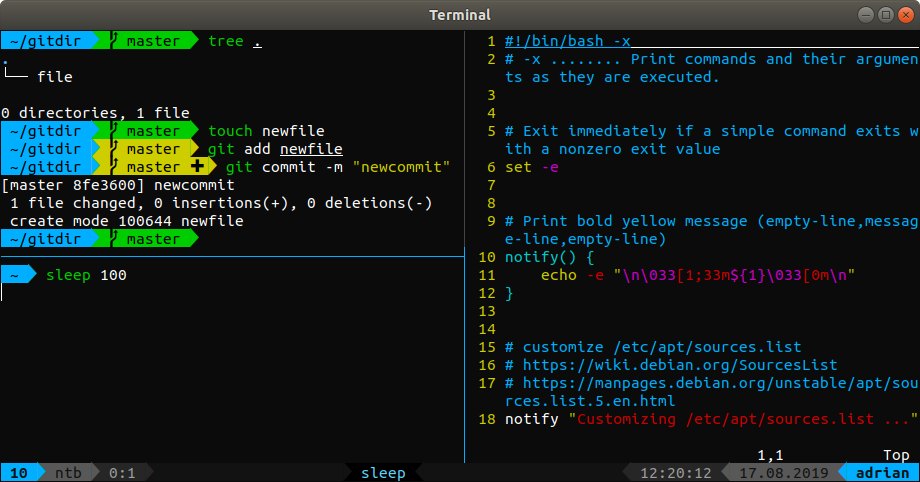 Terminal
~/gitdir master tree .
.
└── file
0 directories, 1 file
~/gitdir master touch newfile
~/gitdir master git add newfile
~/gitdir master ✚ git commit -m "newcommit"
[master 8fe3600] newcommit
1 file changed, 0 insertions(+), 0 deletions(-)
create mode 100644 newfile
~/gitdir master
~ sleep 100
1 #!/bin/bash -x
2 # -x ........ Print commands and their argumen
ts as they are executed.
3
4
5 # Exit immediately if a simple command exits w
ith a nonzero exit value
6 set -e
7
8
9 # Print bold yellow message (empty-line,messag
e-line,empty-line)
10 notify() {
11 echo -e "\n\033[1;33m${1}\033[0m\n"
12 }
13
14
15 # customize /etc/apt/sources.list
16 # https://wiki.debian.org/SourcesList
17 # https://manpages.debian.org/unstable/apt/sou
rces.list.5.en.html
18 notify "Customizing /etc/apt/sources.list ..."
1,1 Top
10 ntb 0:1 sleep 12:20:12 17.08.2019 adrian